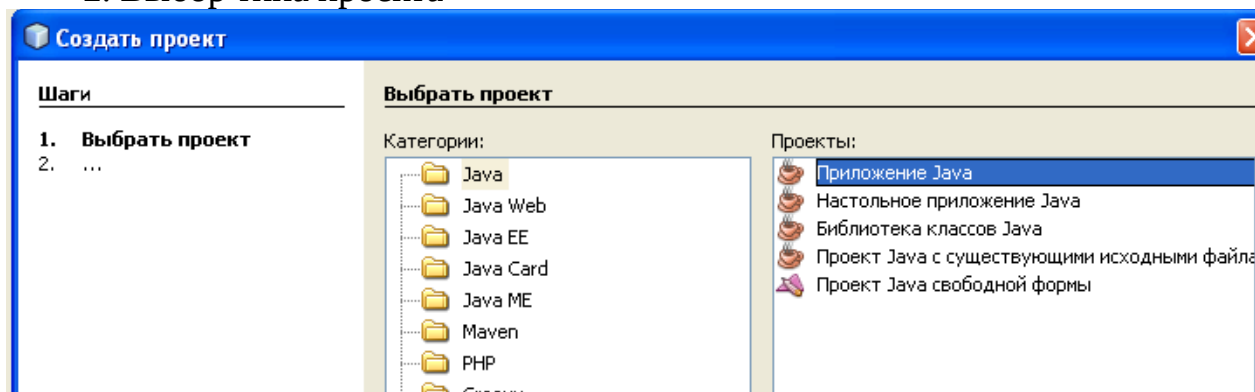 Создать проект
Шаги
1. Выбрать проект
2. ...
Выбрать проект
Категории:
Java
Java Web
Java EE
Java Card
Java ME
Maven
PHP
Проекты:
Приложение Java
Настольное приложение Java
Библиотека классов Java
Проект Java с существующими исходными файла
Проект Java свободной формы